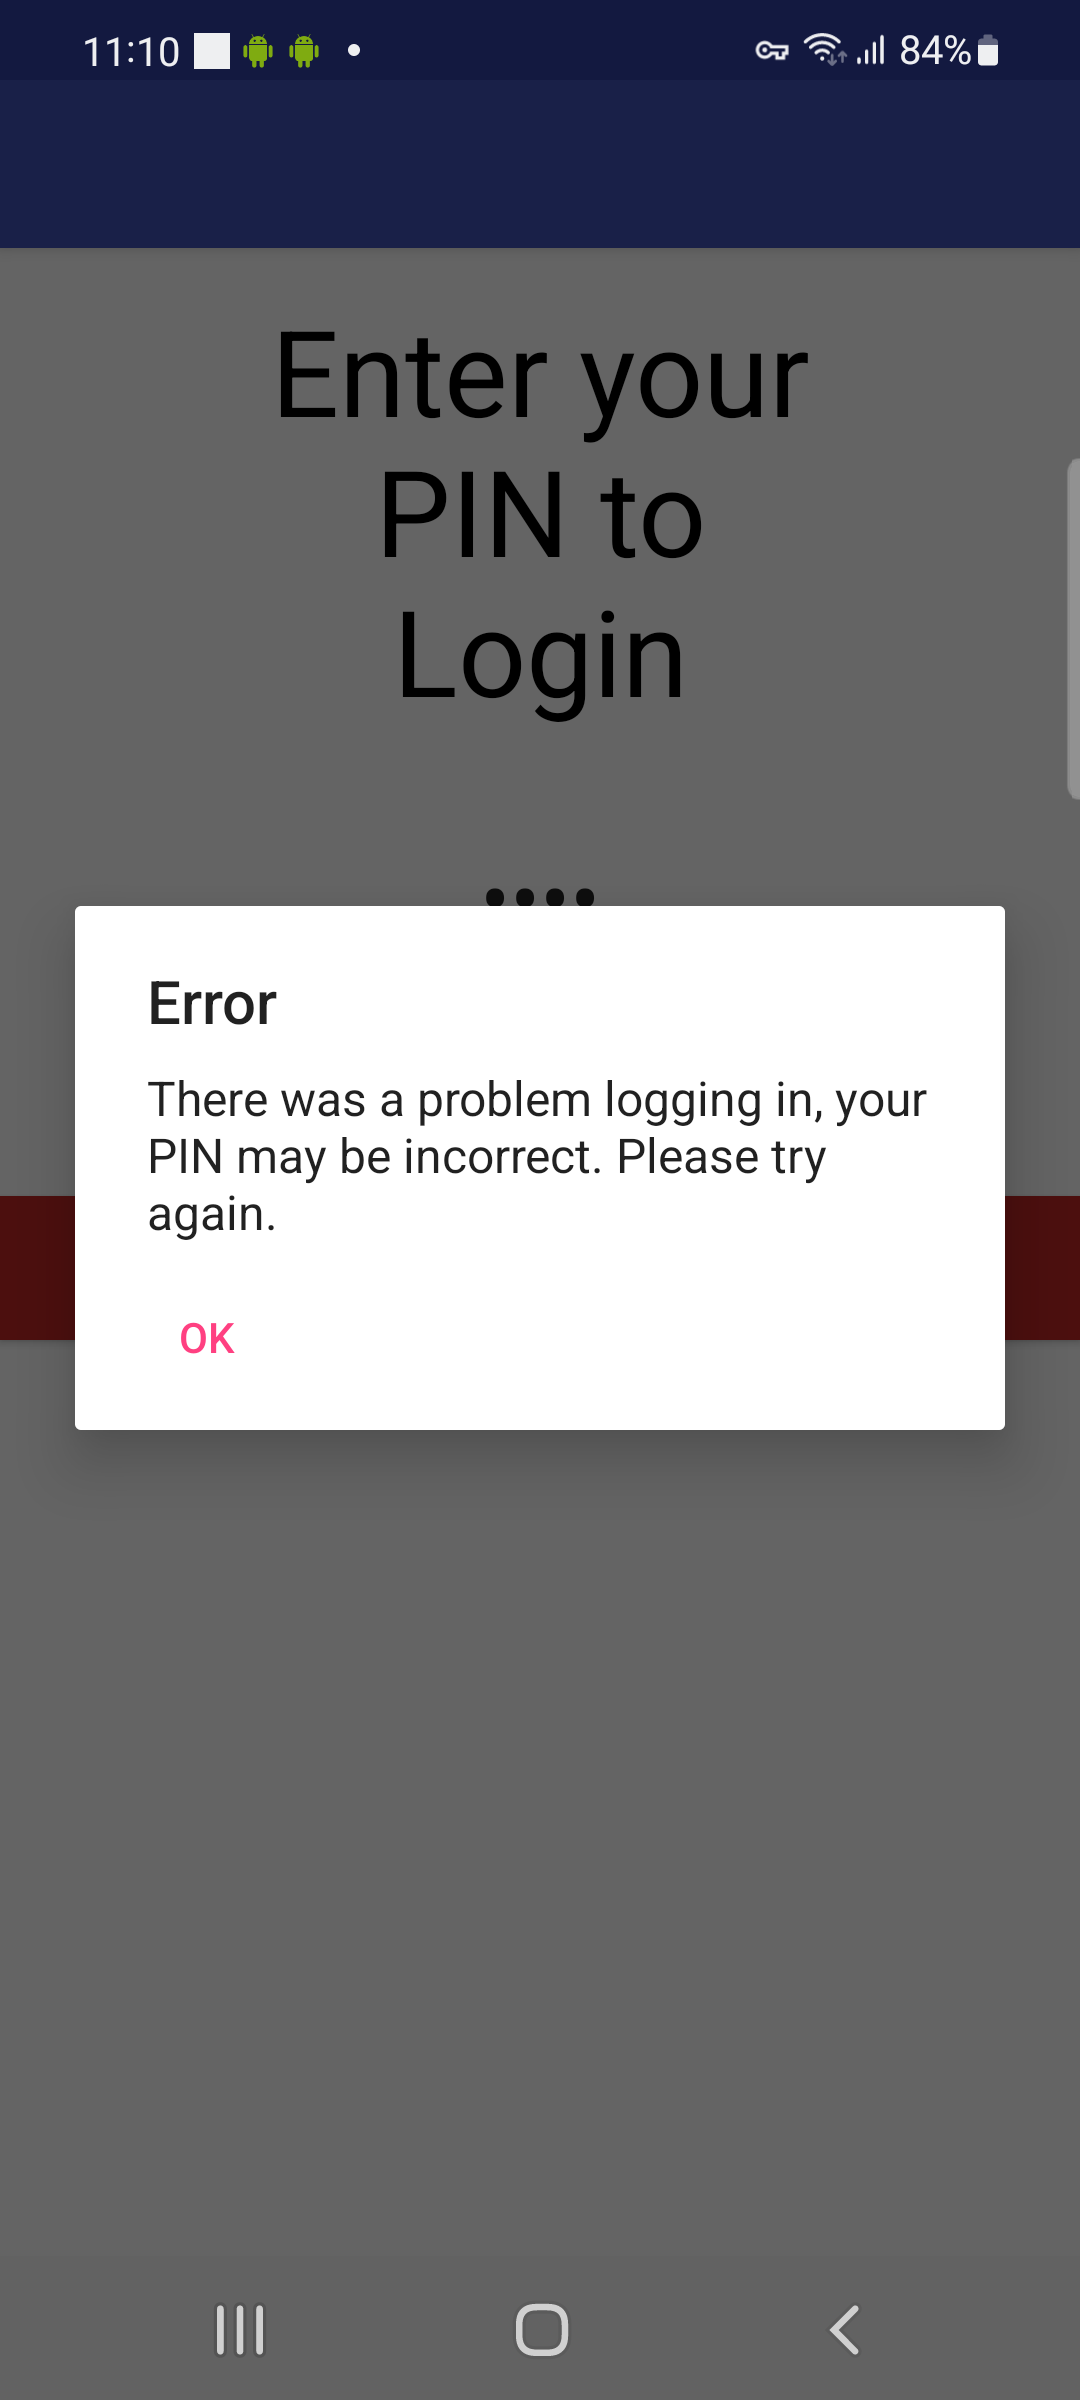 11:10
84%
Enter your
PIN to
Login
Error
There was a problem logging in, your
PIN may be incorrect. Please try
again.
OK